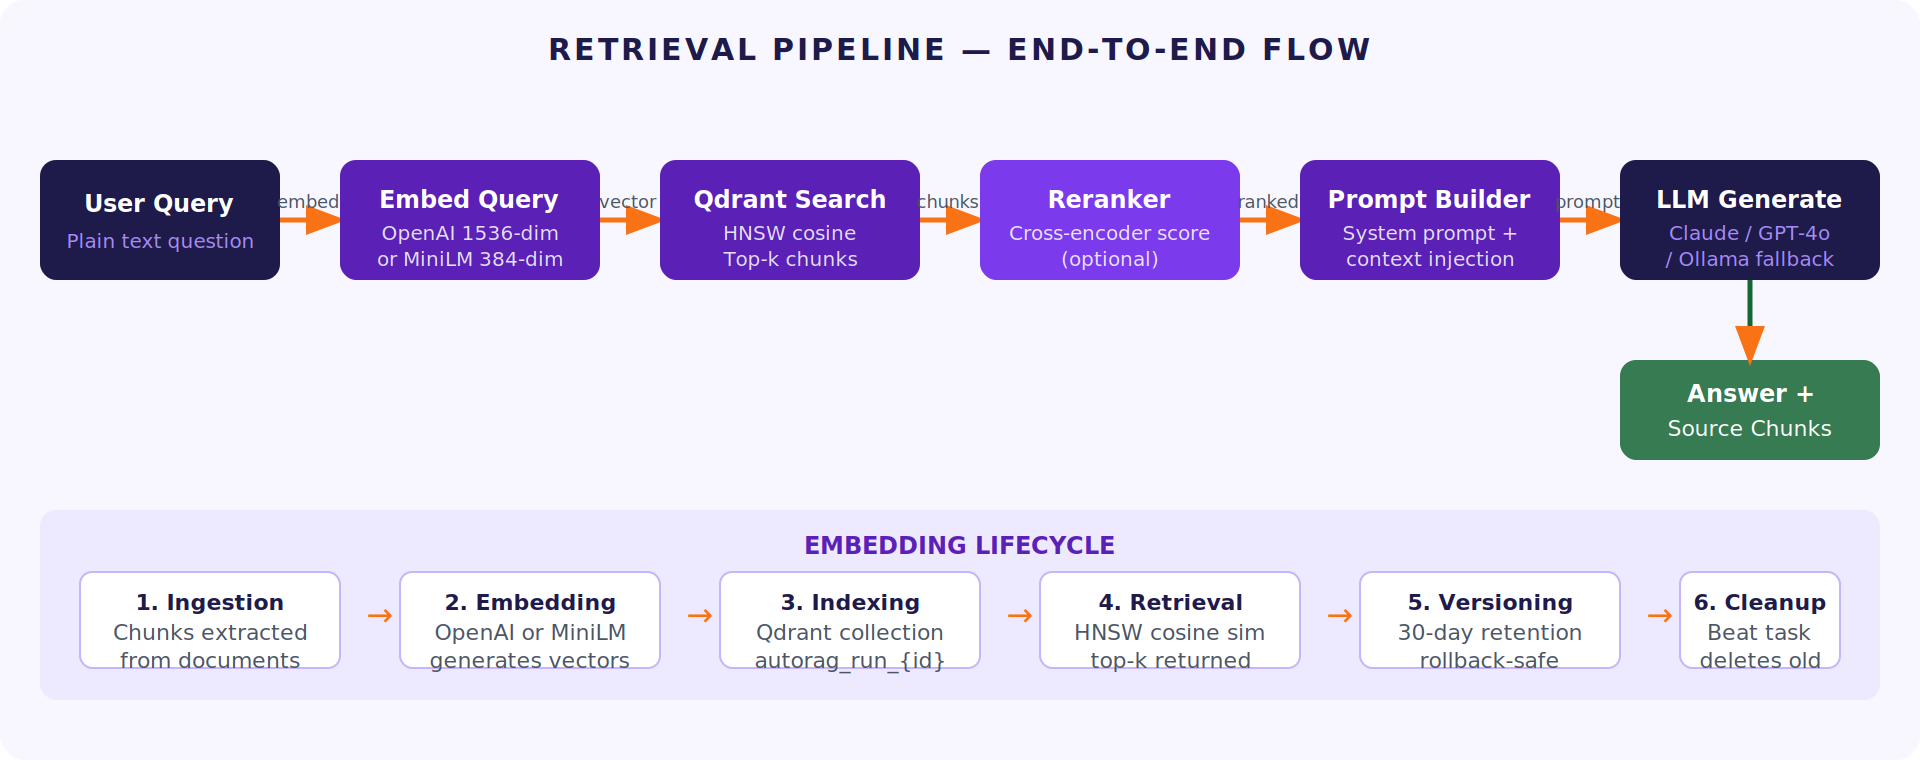 RETRIEVAL PIPELINE — END-TO-END FLOW
User Query
Plain text question
embed
Embed Query
OpenAI 1536-dim
or MiniLM 384-dim
vector
Qdrant Search
HNSW cosine
Top-k chunks
chunks
Reranker
Cross-encoder score
(optional)
ranked
Prompt Builder
System prompt +
context injection
prompt
LLM Generate
Claude / GPT-4o
/ Ollama fallback
Answer +
Source Chunks
EMBEDDING LIFECYCLE
1. Ingestion
Chunks extracted
from documents
→
2. Embedding
OpenAI or MiniLM
generates vectors
→
3. Indexing
Qdrant collection
autorag_run_{id}
→
4. Retrieval
HNSW cosine sim
top-k returned
→
5. Versioning
30-day retention
rollback-safe
→
6. Cleanup
Beat task
deletes old